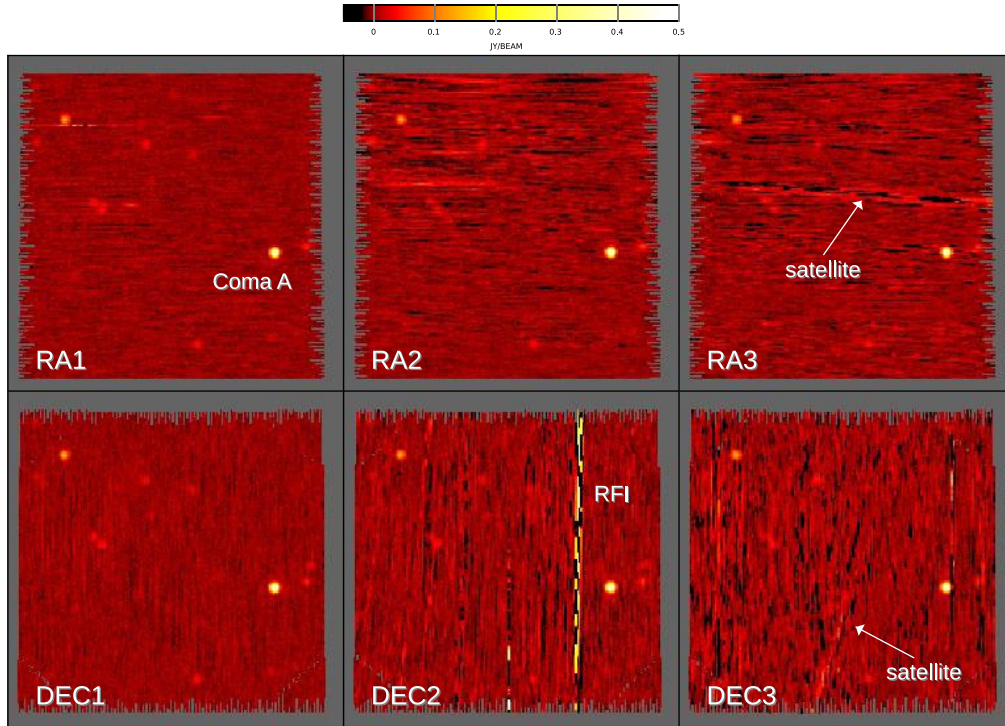 0 0.1 0.2 0.3 0.4 0.5
JY/BEAM
Coma A
RA1
RA2
satellite
RA3
DEC1
RFI
DEC2
satellite
DEC3